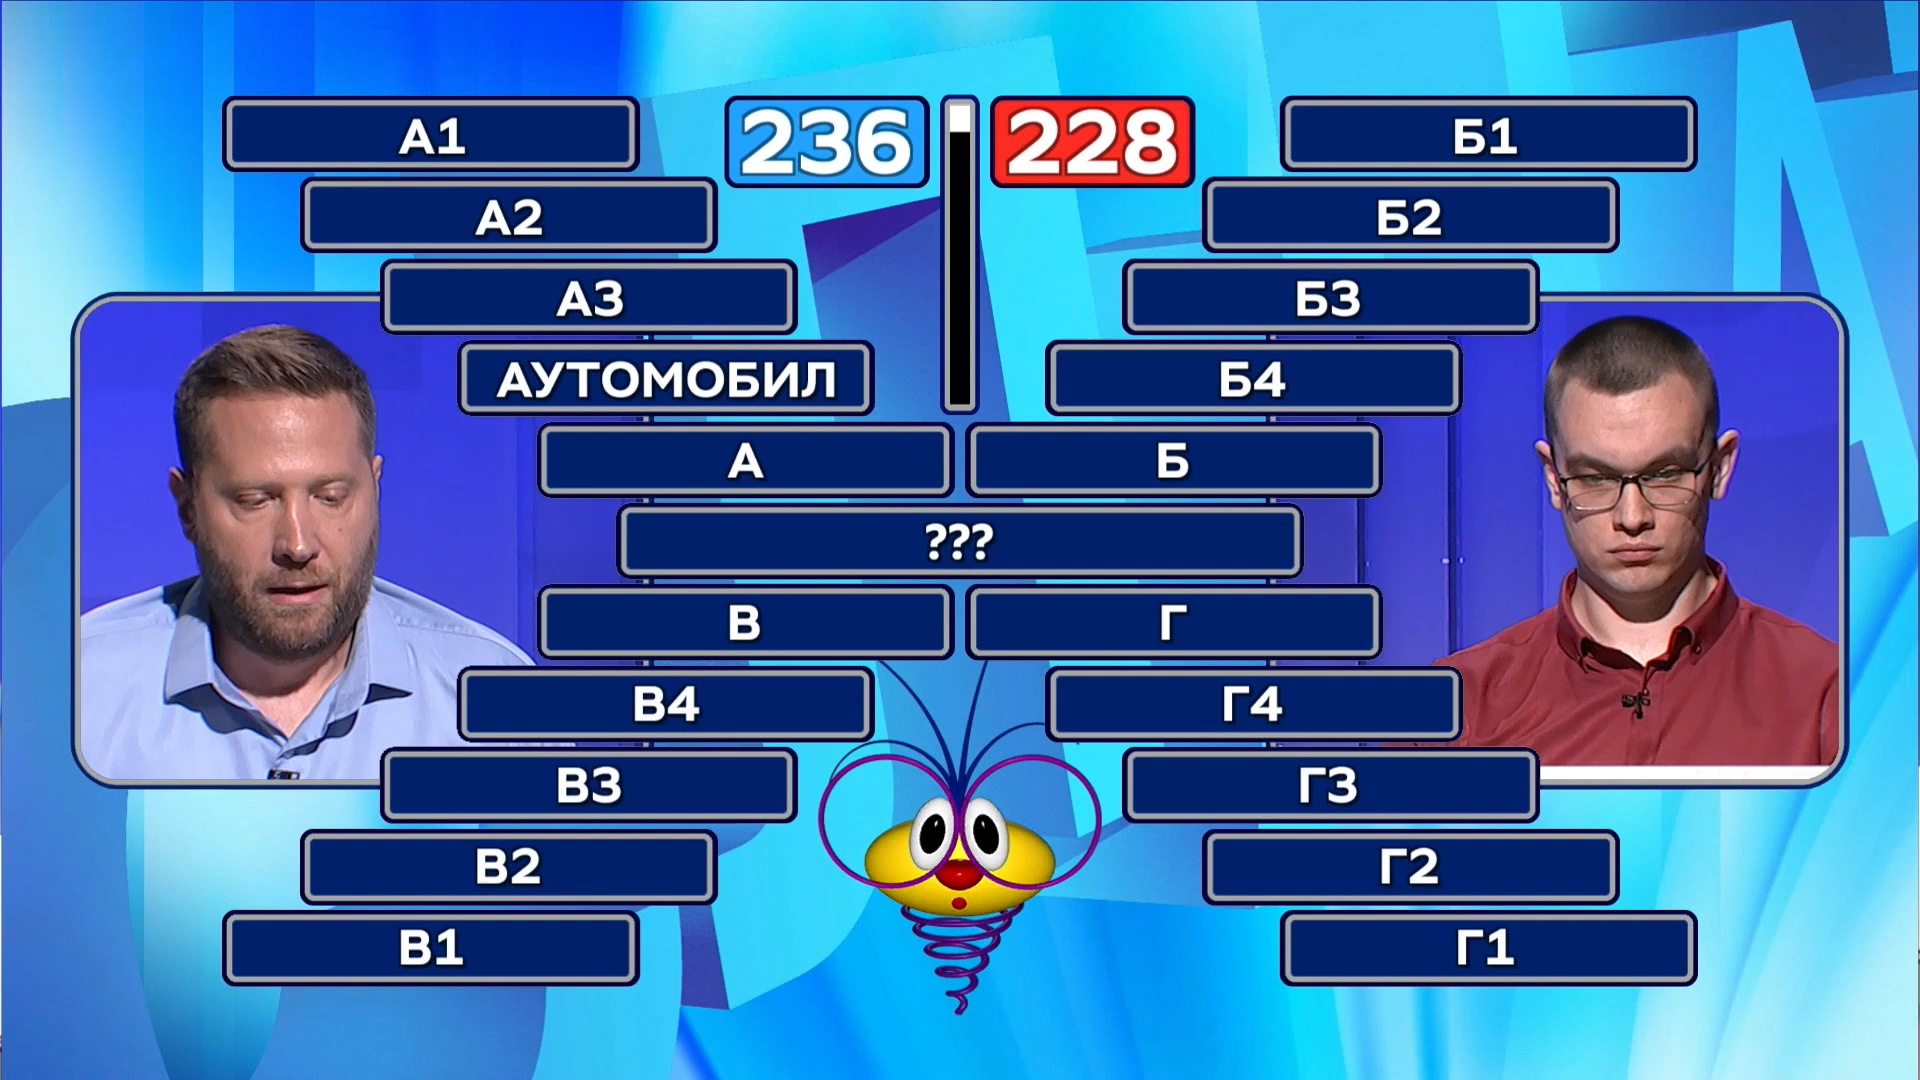 236 228
А1 Б1
А2 Б2
А3 Б3
АУТОМОБИЛ Б4
А Б
???
В Г
В4 Г4
В3 Г3
В2 Г2
В1 Г1